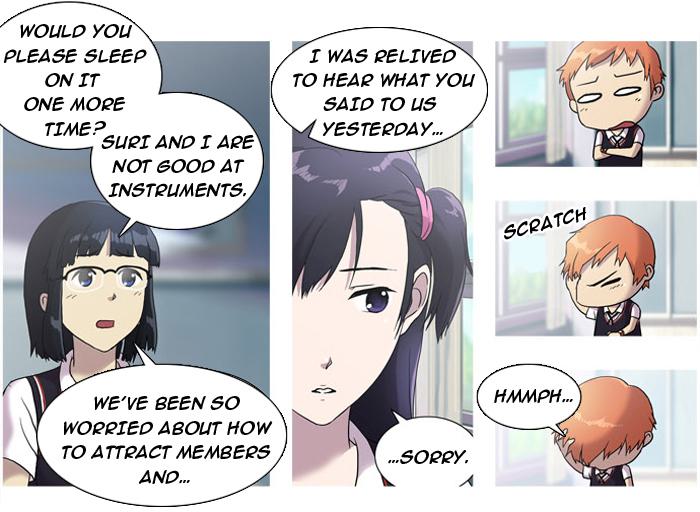 WOULD YOU
PLEASE SLEEP
ON IT
ONE MORE
TIME?
SURI AND I ARE
NOT GOOD AT
INSTRUMENTS.
WE'VE BEEN SO
WORRIED ABOUT HOW
TO ATTRACT MEMBERS
AND...
I WAS RELIVED
TO HEAR WHAT YOU
SAID TO US
YESTERDAY...
...SORRY.
SCRATCH
HMMPH...